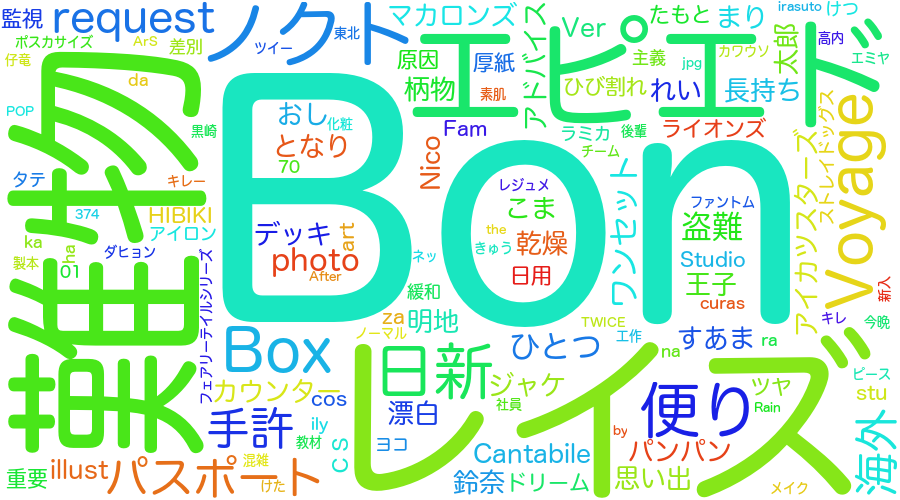 監視
request
ノクト
マカロンズ
たもと
まり
irasuto
けつ
ポスカサイズ
ArS
差別
ツイー
東北
原因
厚紙
アドバイス
Ver
主義
太郎
高内
カワウソ
エミヤ
仔竜
da
柄物
エピエド
ひび割れ
れい
jpg
長持ち
POP
実雑物
黒崎
おし
化粧
となり
Fam
素肌
ラミカ
後輩
チーム
ライオンズ
ストレイドッグス
タテ
キレー
70
Nico
レジュメ
ファントム
374
HIBIKI
アイロン
デッキ
art
Bon
こま
ワンセット
盗難
アイカツスターズ
Voyage
ka
ha
ダヒョン
photo
ネッ
the
きゅう
乾燥
Studio
製本
01
フェアリーテイルシリーズ
After
緩和
日用
王子
curas
新入
キレ
今晩
Box
za
明地
ノーマル
TWICE
工作
すあま
ra
ひとつ
na
カウンター
cos
日新
レイズ
ジャケ
社員
便り
ピース
ツヤ
stu
Rain
手許
漂白
ily
教材
ヨコ
by
パンパン
海外
重要
illust
パスポート
混雑
けた
CS
Cantabile
鈴奈
ドリーム
思い出
メイク